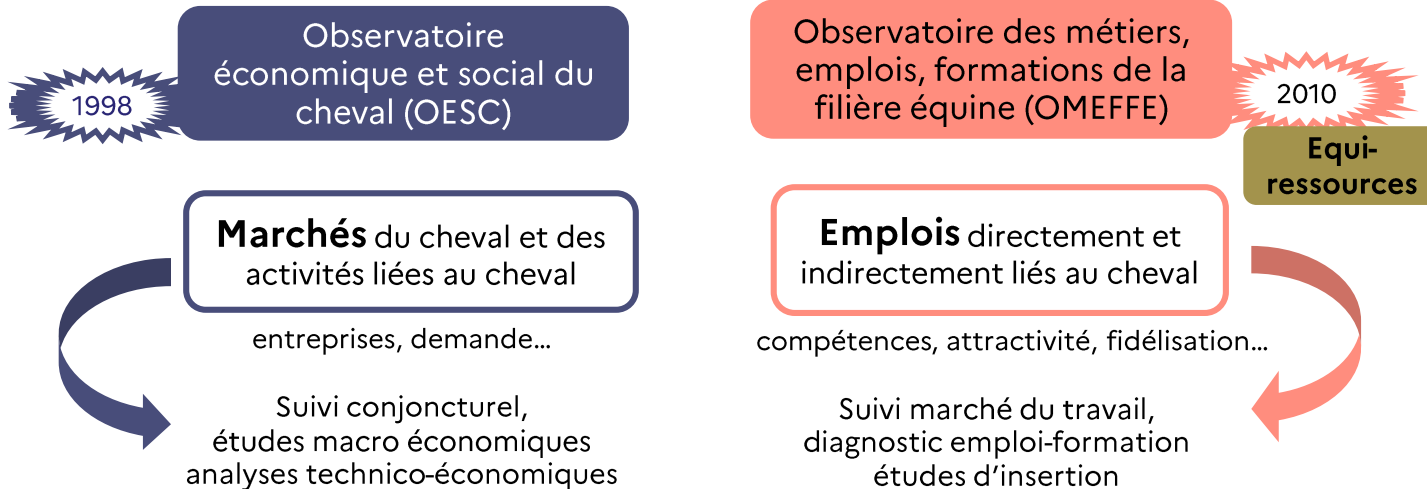 Observatoire
économique et social du
cheval (OESC)
1998
Marchés du cheval et des
activités liées au cheval
entreprises, demande…
Suivi conjoncturel,
études macro économiques
analyses technico-économiques
Observatoire des métiers,
emplois, formations de la
filière équine (OMEFFE)
2010
Equi-
ressources
Emplois directement et
indirectement liés au cheval
compétences, attractivité, fidélisation…
Suivi marché du travail,
diagnostic emploi-formation
études d’insertion